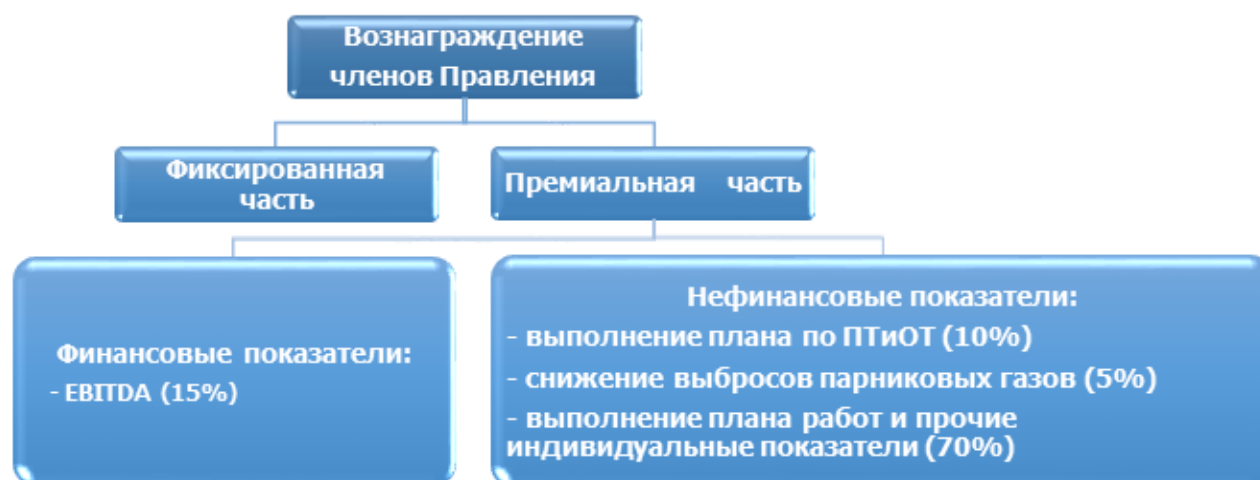 Вознаграждение
членов Правления
Фиксированная
часть
Премиальная часть
Финансовые показатели:
- EBITDA (15%)
Нефинансовые показатели:
- выполнение плана по ПТиОТ (10%)
- снижение выбросов парниковых газов (5%)
- выполнение плана работ и прочие
индивидуальные показатели (70%)